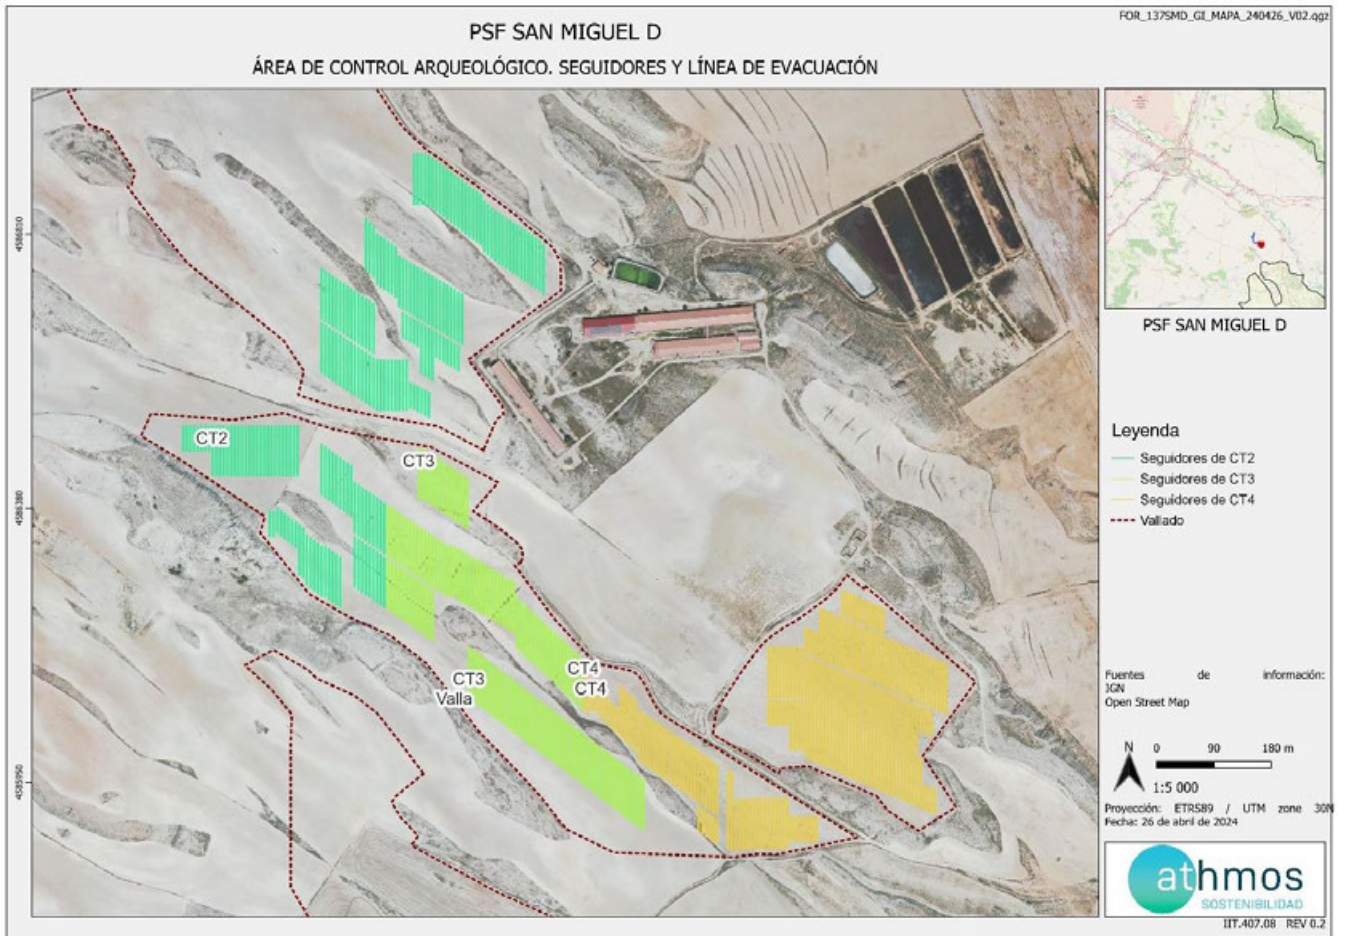 FOR_137SMD_GI_MAPA_240426_V02.qgz
PSF SAN MIGUEL D
ÁREA DE CONTROL ARQUEOLÓGICO. SEGUIDORES Y LÍNEA DE EVACUACIÓN
4586810
4586380
4585950
CT2
CT3
CT3
Valla
CT4
CT4
PSF SAN MIGUEL D
Leyenda
Seguidores de CT2
Seguidores de CT3
Seguidores de CT4
Vallado
Fuentes de información:
IGN
Open Street Map
N
0 90 180 m
1:5 000
Proyección: ETRS89 / UTM zone 30N
Fecha: 26 de abril de 2024
athmos
SOSTENIBILIDAD
IIT.407.08 REV 0.2